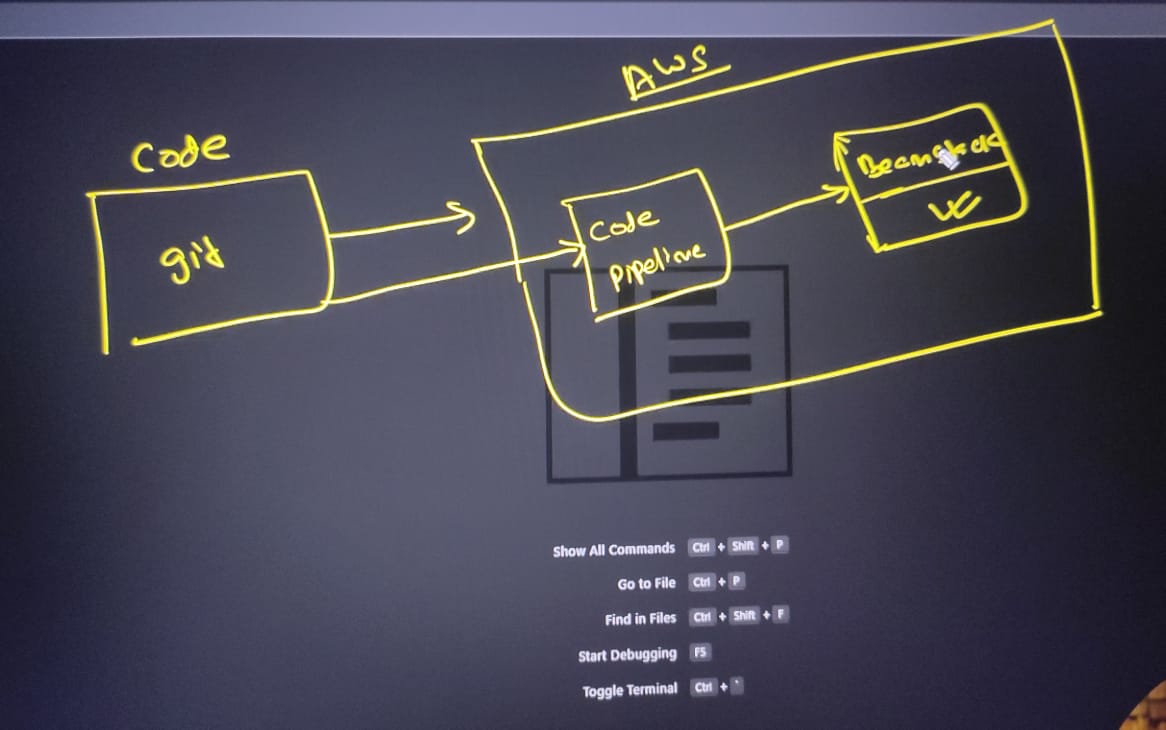 AWS
Code
git
Code
Pipeline
Beanstalk
Show All Commands Ctrl + Shift + P
Go to File Ctrl + P
Find in Files Ctrl + Shift + F
Start Debugging F5
Toggle Terminal Ctrl + `